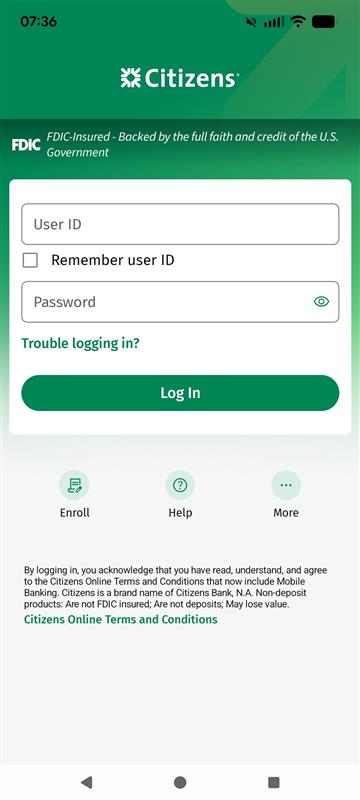 07:36
Citizens
FDIC
FDIC-Insured - Backed by the full faith and credit of the U.S.
Government
User ID
Remember user ID
Password
Trouble logging in?
Log In
Enroll
Help
More
By logging in, you acknowledge that you have read, understand, and agree
to the Citizens Online Terms and Conditions that now include Mobile
Banking. Citizens is a brand name of Citizens Bank, N.A. Non-deposit
products: Are not FDIC insured; Are not deposits; May lose value.
Citizens Online Terms and Conditions